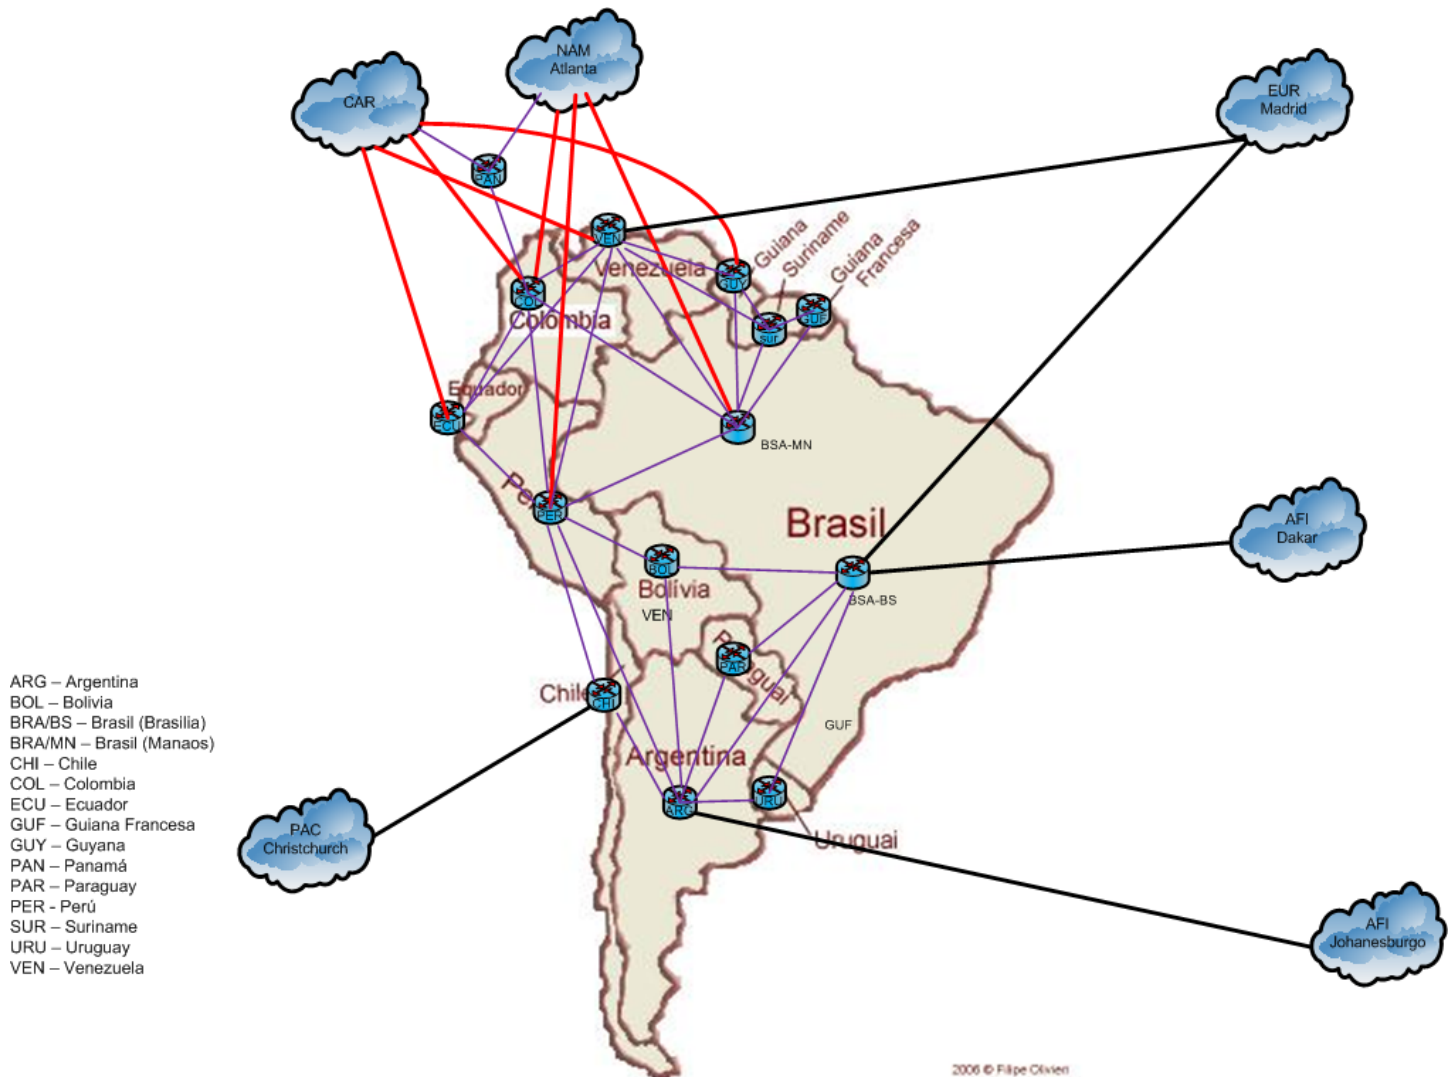 NAM
Atlanta
CAR
EUR
Madrid
PAN
VEN
Guiana
Suriname
Guiana
Francesa
Venezuela
GUY
COL
GUF
sur
Colombia
Equador
ECU
BSA-MN
Pe
PER
Brasil
AFI
Dakar
BOL
Bolívia
BSA-BS
VEN
Paraguai
PAR
ARG – Argentina
BOL – Bolivia
BRA/BS – Brasil (Brasilia)
BRA/MN – Brasil (Manaos)
CHI – Chile
COL – Colombia
ECU – Ecuador
GUF – Guiana Francesa
GUY – Guyana
PAN – Panamá
PAR – Paraguay
PER - Perú
SUR – Suriname
URU – Uruguay
VEN – Venezuela
Chile
CHI
GUF
Argentina
ARG
URU
Uruguai
PAC
Christchurch
AFI
Johanesburgo
2006 © Filipe Olivieri